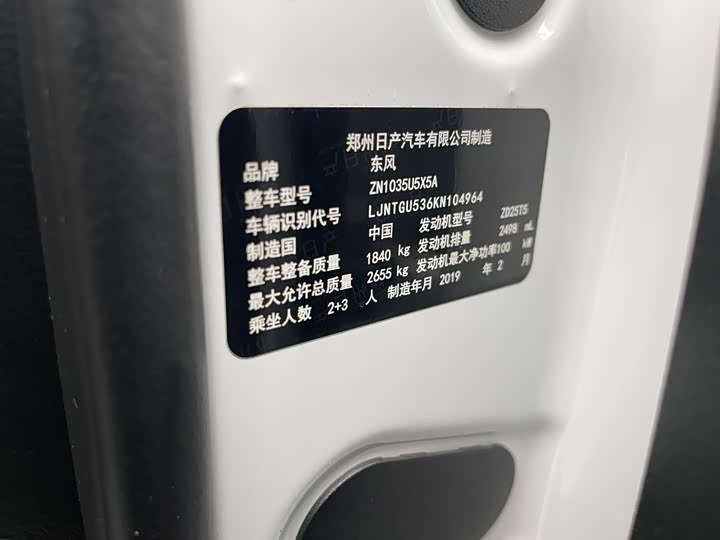 郑州日产汽车有限公司制造
品牌 东风
整车型号 ZN1035U5X5A
车辆识别代号 LJNTGU536KN104964
制造国 中国 发动机型号 ZD25T5
整车整备质量 1840 kg 发动机排量 2498 mL
最大允许总质量 2655 kg 发动机最大净功率100 kW
乘坐人数 2+3 人 制造年月 2019 年 2 月